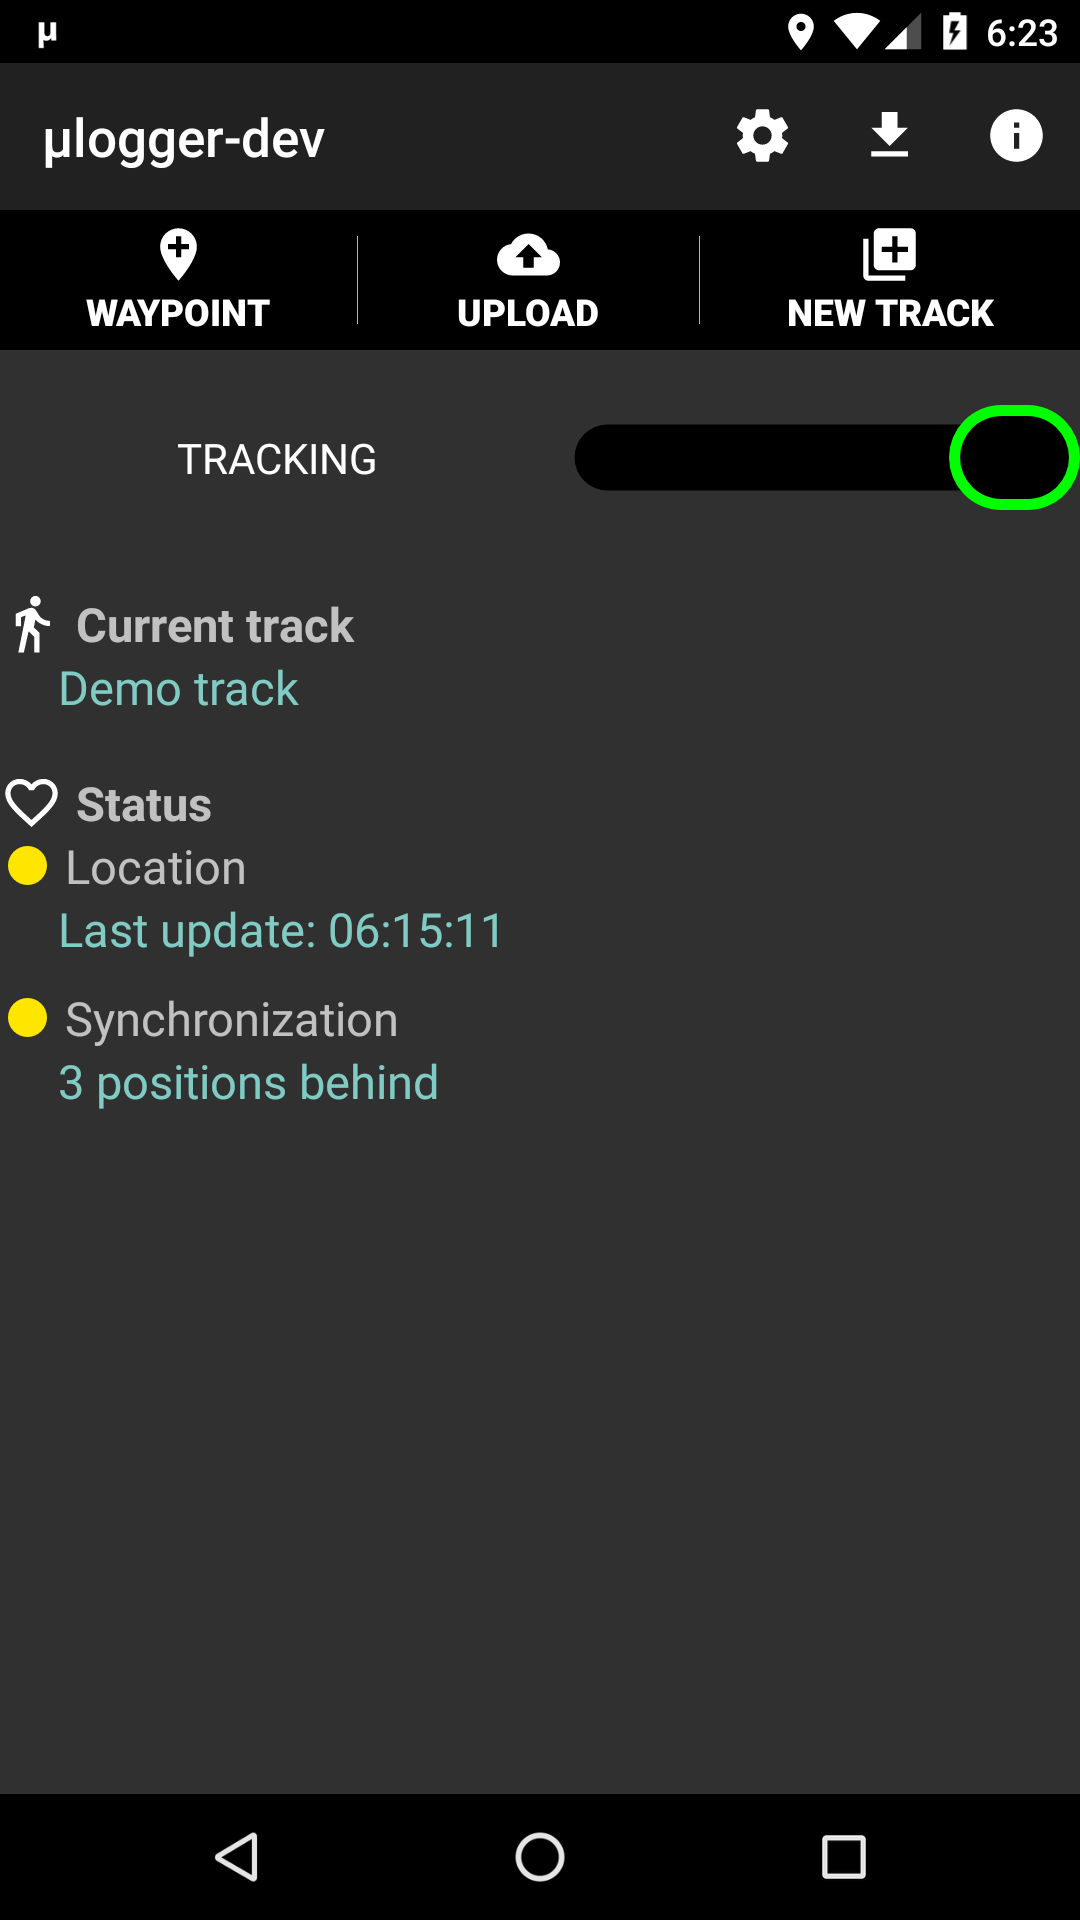 µ 6:23
µlogger-dev
WAYPOINT UPLOAD NEW TRACK
TRACKING
Current track
Demo track
Status
Location
Last update: 06:15:11
Synchronization
3 positions behind